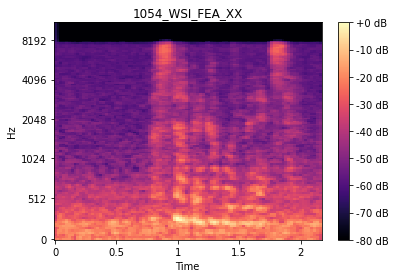 1054_WSI_FEA_XX
Hz
8192
4096
2048
1024
512
0
0
0.5
1
1.5
2
Time
+0 dB
-10 dB
-20 dB
-30 dB
-40 dB
-50 dB
-60 dB
-70 dB
-80 dB